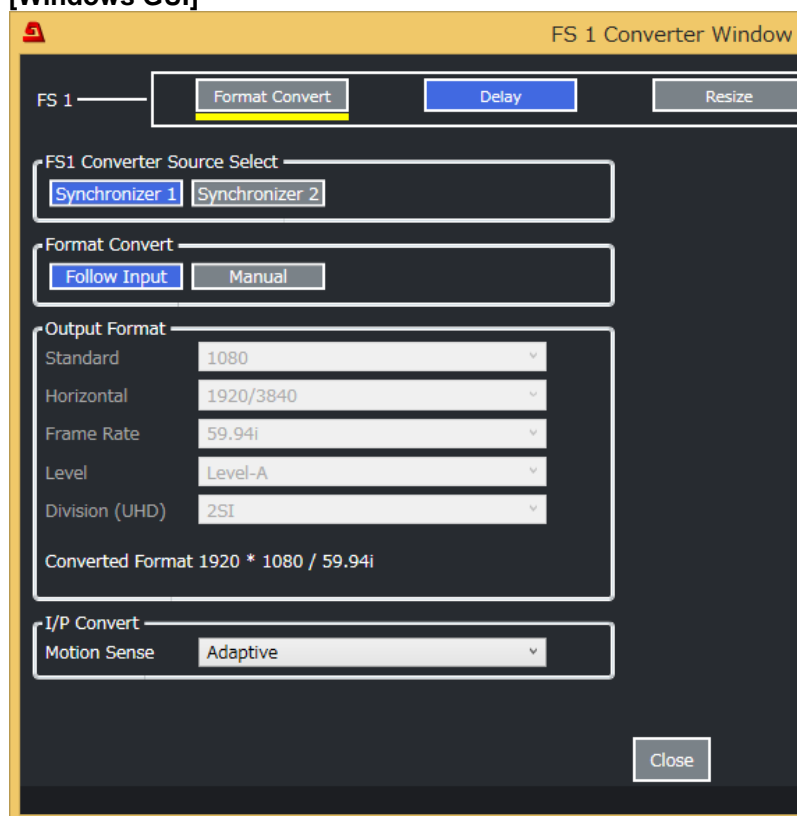 [Windows GUI]
FS 1 Converter Window
FS 1
Format Convert
Delay
Resize
FS1 Converter Source Select
Synchronizer 1
Synchronizer 2
Format Convert
Follow Input
Manual
Output Format
Standard 1080
Horizontal 1920/3840
Frame Rate 59.94i
Level Level-A
Division (UHD) 2SI
Converted Format 1920 * 1080 / 59.94i
I/P Convert
Motion Sense Adaptive
Close